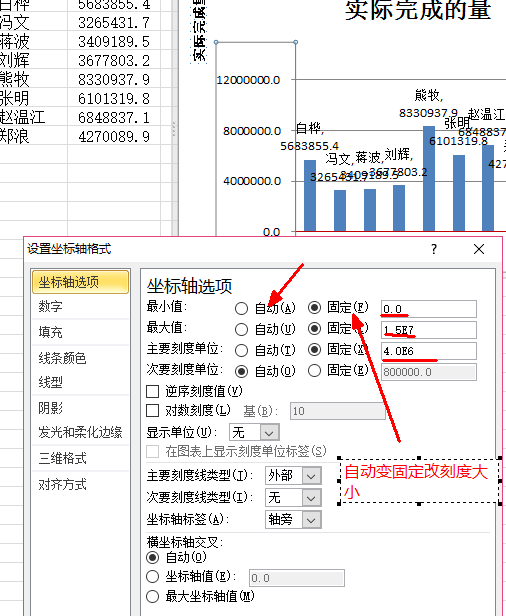 白桦 5683855.4
冯文 3265431.7
蒋波 3409189.5
刘辉 3677803.2
熊牧 8330937.9
张明 6101319.8
赵温江 6848837.1
郑浪 4270089.9
实际完成的量
实际完成
12000000.0
8000000.0
4000000.0
0.0
白桦,
5683855.4
冯文,
3265431.7
蒋波,
刘辉,
3677803.2
熊牧,
8330937.9
张明,
6101319.8
赵温江
6848837
427
设置坐标轴格式 ?
坐标轴选项
数字
填充
线条颜色
线型
阴影
发光和柔化边缘
三维格式
对齐方式
坐标轴选项
最小值: 自动(A) 固定(F) 0.0
最大值: 自动(U) 固定 1.5E7
主要刻度单位: 自动(T) 固定(X) 4.0E6
次要刻度单位: 自动(O) 固定(E) 800000.0
逆序刻度值(V)
对数刻度(L) 基(B): 10
显示单位(U): 无
在图表上显示刻度单位标签(S)
主要刻度线类型(J): 外部
次要刻度线类型(I): 无
坐标轴标签(A): 轴旁
横坐标轴交叉:
自动(O)
坐标轴值(E): 0.0
最大坐标轴值(M)
自动变固定改刻度大
小